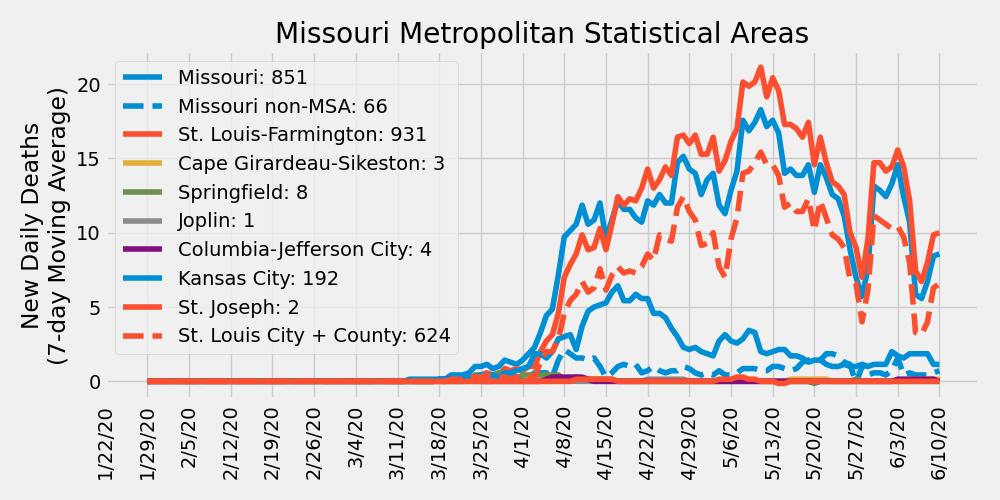 Missouri Metropolitan Statistical Areas
New Daily Deaths
(7-day Moving Average)
20
15
10
5
0
Missouri: 851
Missouri non-MSA: 66
St. Louis-Farmington: 931
Cape Girardeau-Sikeston: 3
Springfield: 8
Joplin: 1
Columbia-Jefferson City: 4
Kansas City: 192
St. Joseph: 2
St. Louis City + County: 624
1/22/20
1/29/20
2/5/20
2/12/20
2/19/20
2/26/20
3/4/20
3/11/20
3/18/20
3/25/20
4/1/20
4/8/20
4/15/20
4/22/20
4/29/20
5/6/20
5/13/20
5/20/20
5/27/20
6/3/20
6/10/20